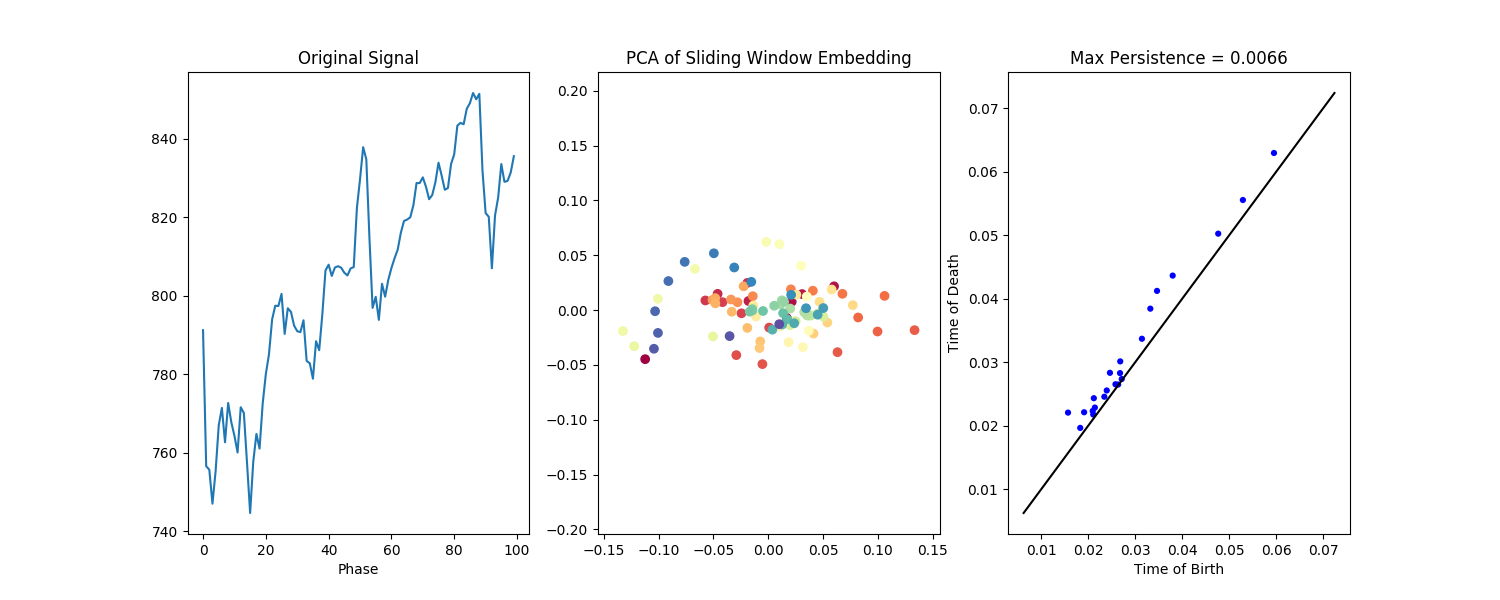 Original Signal
840
820
800
780
760
740
0 20 40 60 80 100
Phase
PCA of Sliding Window Embedding
0.20
0.15
0.10
0.05
0.00
−0.05
−0.10
−0.15
−0.20
−0.15 −0.10 −0.05 0.00 0.05 0.10 0.15
Max Persistence = 0.0066
Time of Death
0.07
0.06
0.05
0.04
0.03
0.02
0.01
0.01 0.02 0.03 0.04 0.05 0.06 0.07
Time of Birth